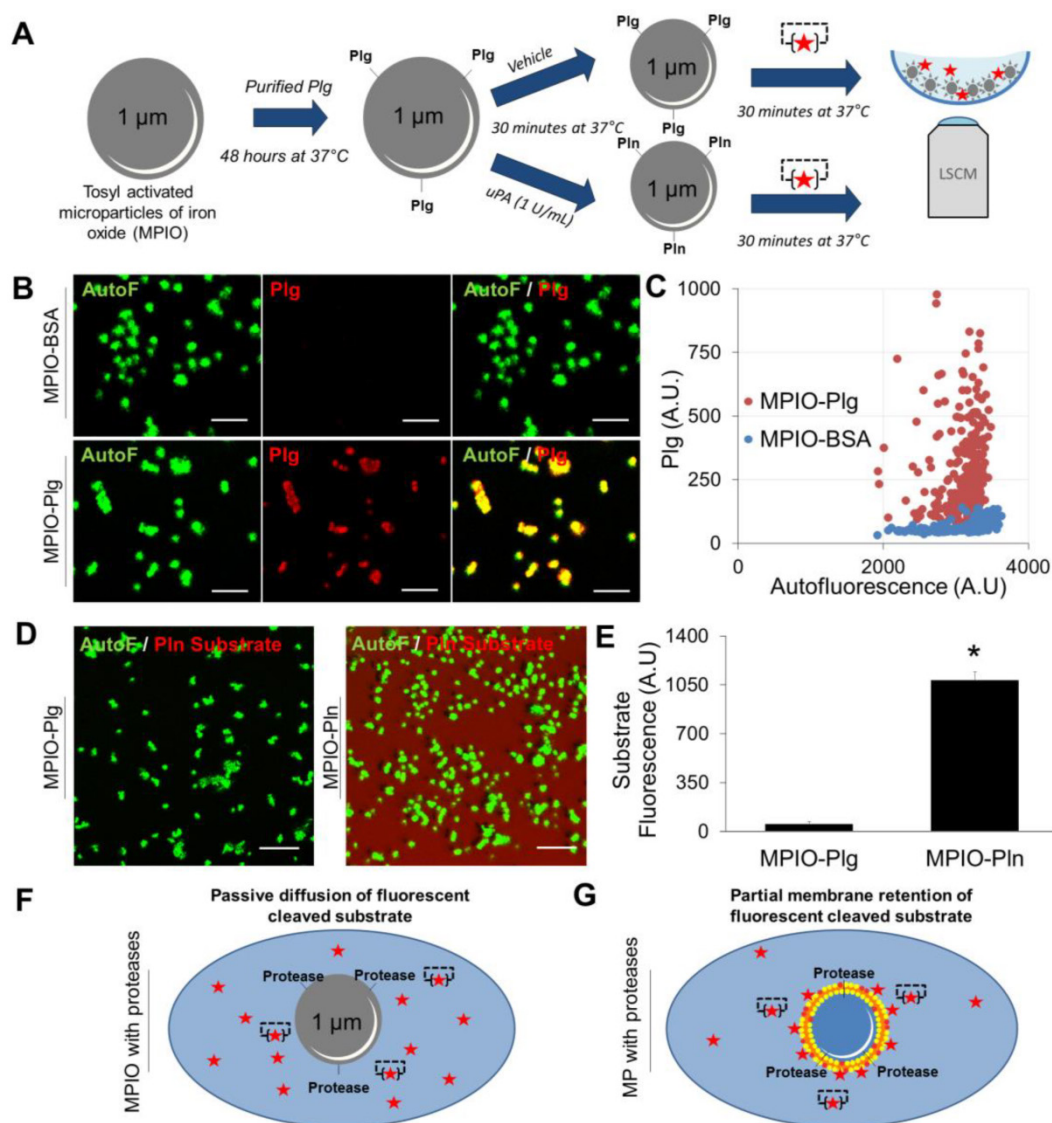 A
1 µm
Tosyl activated
microparticles of iron
oxide (MPIO)
Purified Plg
48 hours at 37°C
Plg
Plg
1 µm
Plg
Vehicle
30 minutes at 37°C
uPA (1 U/mL)
Plg
Plg
1 µm
Plg
Pln
Pln
1 µm
Pln
30 minutes at 37°C
30 minutes at 37°C
LSCM
B
MPIO-BSA
AutoF
Plg
AutoF / Plg
MPIO-Plg
AutoF
Plg
AutoF / Plg
C
Plg (A.U.)
1000
750
500
250
0
MPIO-Plg
MPIO-BSA
0
2000
4000
Autofluorescence (A.U)
D
MPIO-Plg
AutoF / Pln Substrate
MPIO-Pln
AutoF / Pln Substrate
E
Substrate
Fluorescence (A.U)
1400
1050
700
350
0
*
MPIO-Plg
MPIO-Pln
F
Passive diffusion of fluorescent
cleaved substrate
MPIO with proteases
Protease
Protease
1 µm
Protease
G
Partial membrane retention of
fluorescent cleaved substrate
MP with proteases
Protease
Protease
Protease